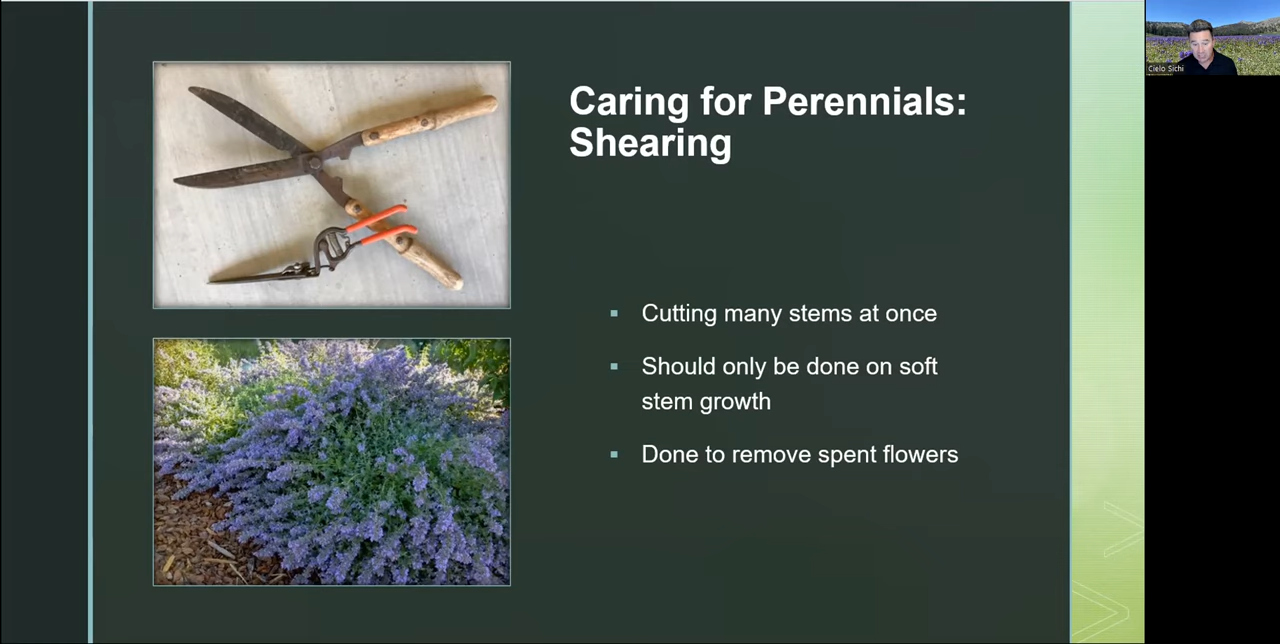 Caring for Perennials:
Shearing
Cutting many stems at once
Should only be done on soft
stem growth
Done to remove spent flowers
Cielo Sichi